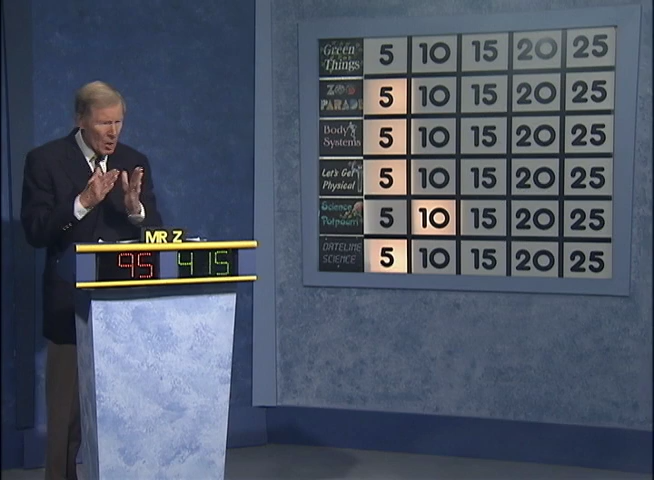 Green Things 5 10 15 20 25
ZOO PARADE 5 10 15 20 25
Body Systems 5 10 15 20 25
Let's Get Physical 5 10 15 20 25
Science Potpourri 5 10 15 20 25
DATELINE SCIENCE 5 10 15 20 25
MR Z
95 415